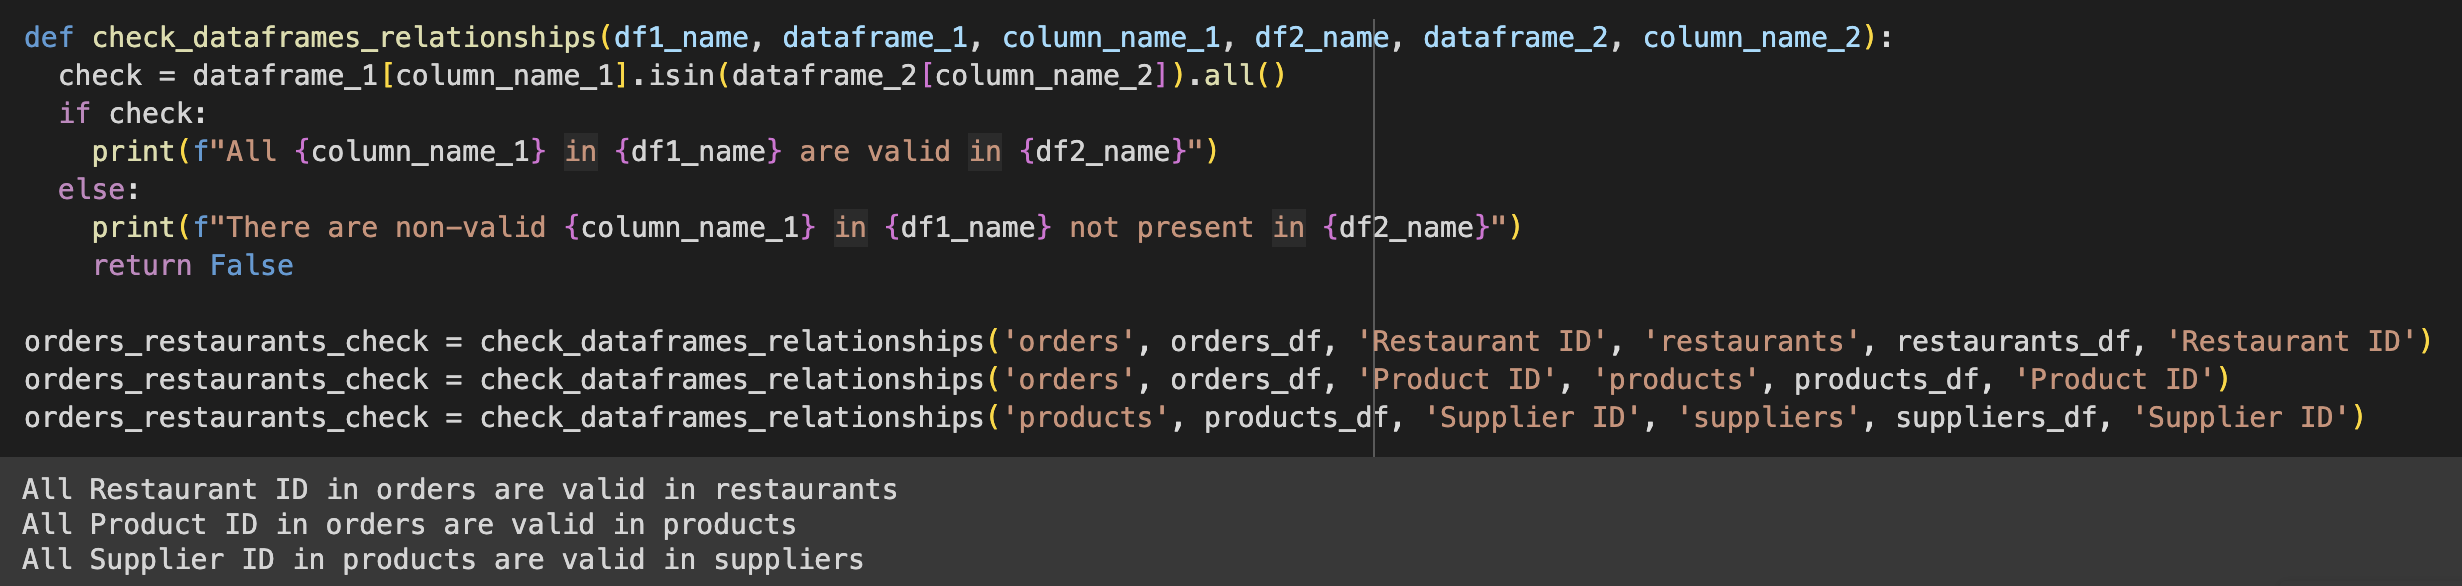 def check_dataframes_relationships(df1_name, dataframe_1, column_name_1, df2_name, dataframe_2, column_name_2):
  check = dataframe_1[column_name_1].isin(dataframe_2[column_name_2]).all()
  if check:
    print(f"All {column_name_1} in {df1_name} are valid in {df2_name}")
  else:
    print(f"There are non-valid {column_name_1} in {df1_name} not present in {df2_name}")
    return False

orders_restaurants_check = check_dataframes_relationships('orders', orders_df, 'Restaurant ID', 'restaurants', restaurants_df, 'Restaurant ID')
orders_restaurants_check = check_dataframes_relationships('orders', orders_df, 'Product ID', 'products', products_df, 'Product ID')
orders_restaurants_check = check_dataframes_relationships('products', products_df, 'Supplier ID', 'suppliers', suppliers_df, 'Supplier ID')
All Restaurant ID in orders are valid in restaurants
All Product ID in orders are valid in products
All Supplier ID in products are valid in suppliers